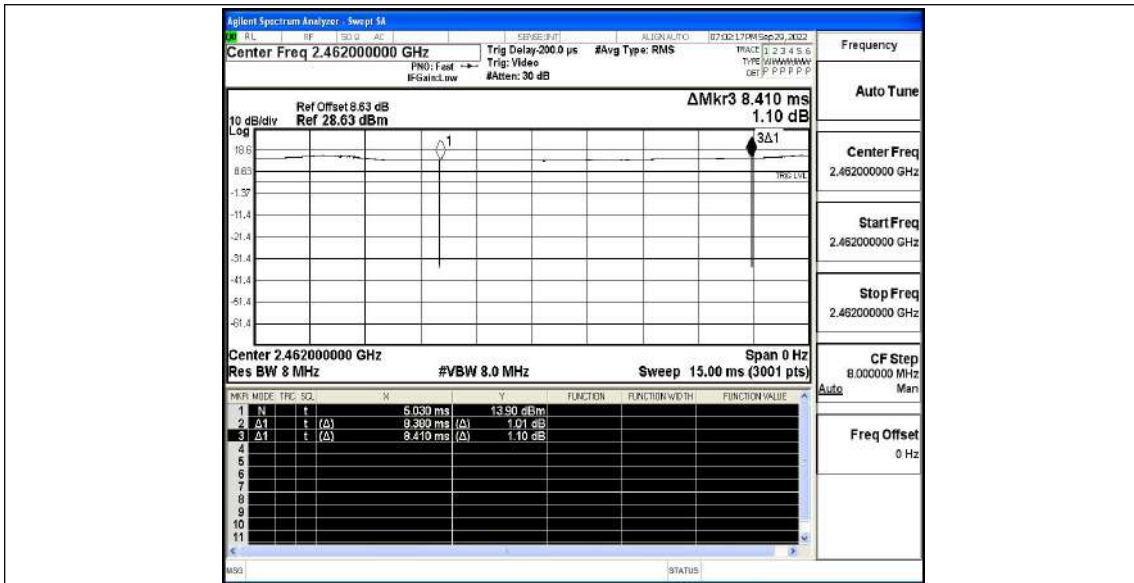 Agilent Spectrum Analyzer - Swept SA
RL RF 50 Ω AC SENSE:INT ALIGN AUTO 07:02:17 PM Sep 29, 2022
Center Freq 2.462000000 GHz Trig Delay-200.0 µs #Avg Type: RMS TRACE 1 2 3 4 5 6
PNO: Fast Trig: Video TYPE
IFGain:Low #Atten: 30 dB DET P P P P P P
Ref Offset 8.63 dB ΔMkr3 8.410 ms
10 dB/div Ref 28.63 dBm 1.10 dB
Log
1 3Δ1
18.6
8.63
TRIG LVL
-1.37
-11.4
-21.4
-31.4
-41.4
-51.4
-61.4
Center 2.462000000 GHz Span 0 Hz
Res BW 8 MHz #VBW 8.0 MHz Sweep 15.00 ms (3001 pts)
MKR MODE TRC SCL X Y FUNCTION FUNCTION WIDTH FUNCTION VALUE
1 N t 5.030 ms 13.90 dBm
2 Δ1 t (Δ) 8.380 ms (Δ) 1.01 dB
3 Δ1 t (Δ) 8.410 ms (Δ) 1.10 dB
4
5
6
7
8
9
10
11
MSG STATUS
Frequency
Auto Tune
Center Freq
2.462000000 GHz
Start Freq
2.462000000 GHz
Stop Freq
2.462000000 GHz
CF Step
8.000000 MHz
Auto Man
Freq Offset
0 Hz